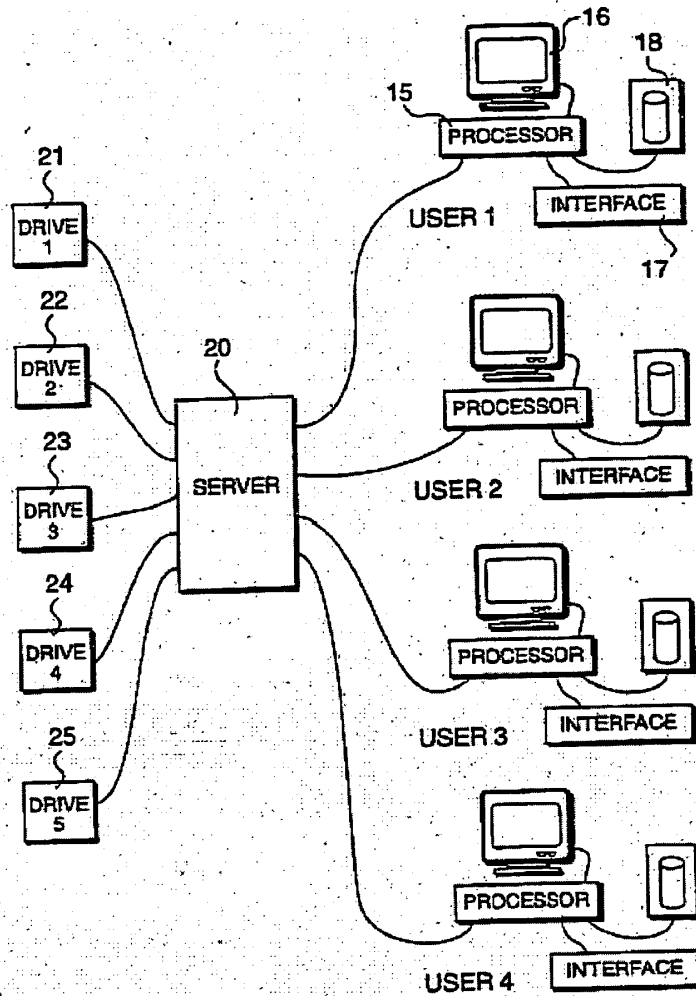 16
18
15
PROCESSOR
INTERFACE
17
USER 1
21
DRIVE
1
22
DRIVE
2
20
SERVER
PROCESSOR
INTERFACE
USER 2
23
DRIVE
3
24
DRIVE
4
PROCESSOR
INTERFACE
USER 3
25
DRIVE
5
PROCESSOR
INTERFACE
USER 4